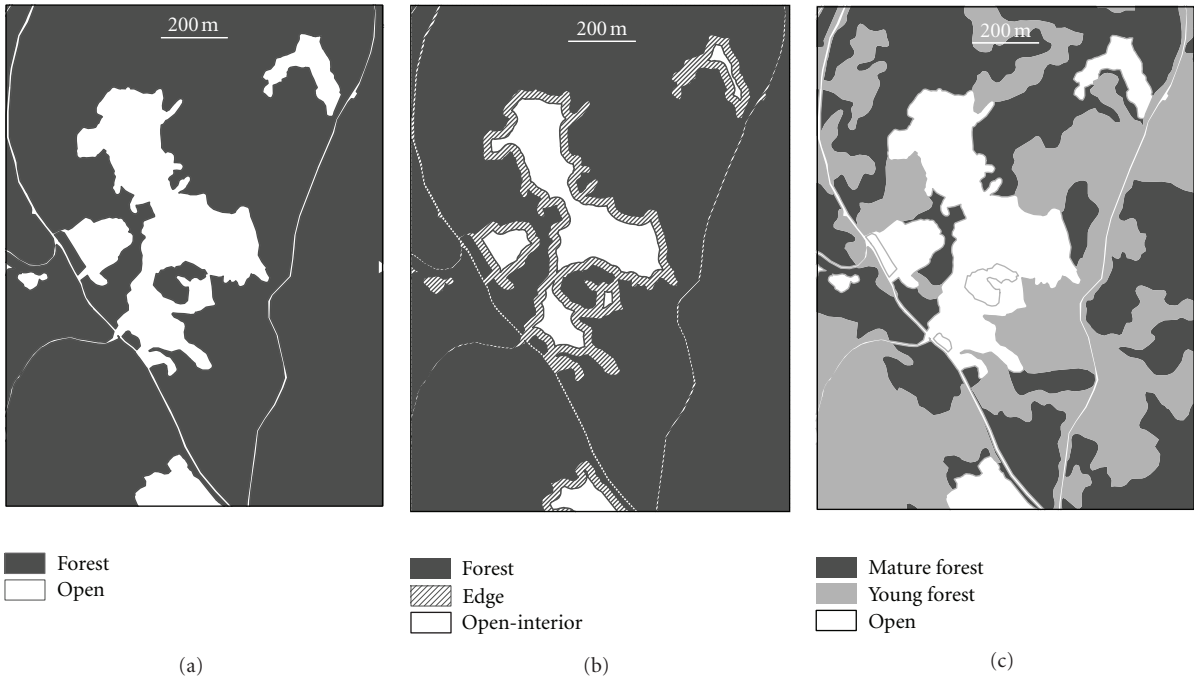 200 m
Forest
Open
(a)
200 m
Forest
Edge
Open-interior
(b)
200 m
Mature forest
Young forest
Open
(c)